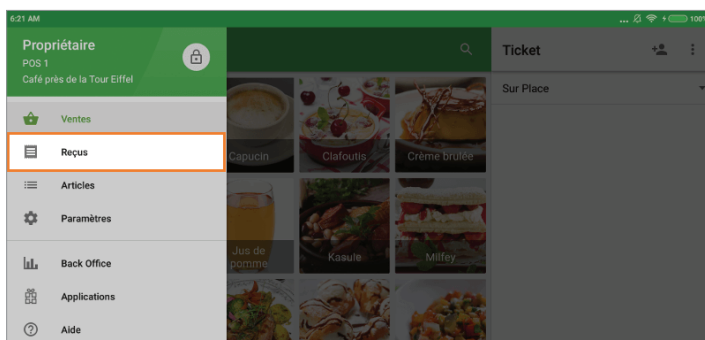 6:21 AM
... 100%
Propriétaire
POS 1
Café près de la Tour Eiffel
Ventes
Reçus
Articles
Paramètres
Back Office
Applications
Aide
Capucin
Clafoutis
Crème brulée
Jus de
pomme
Kasule
Milfey
Ticket
Sur Place